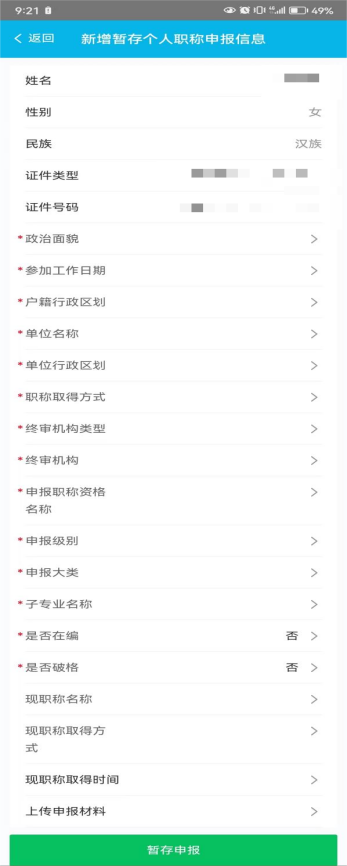 9:21 49%
返回 新增暂存个人职称申报信息
姓名
性别 女
民族 汉族
证件类型
证件号码
*政治面貌
*参加工作日期
*户籍行政区划
*单位名称
*单位行政区划
*职称取得方式
*终审机构类型
*终审机构
*申报职称资格
名称
*申报级别
*申报大类
*子专业名称
*是否在编 否
*是否破格 否
现职称名称
现职称取得方
式
现职称取得时间
上传申报材料
暂存申报